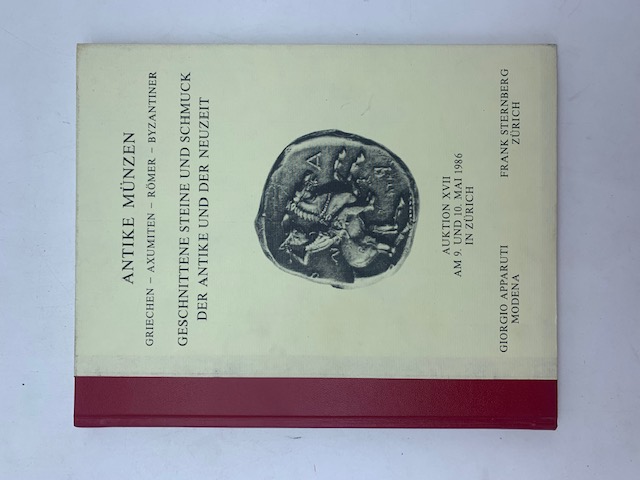 ANTIKE MÜNZEN
GRIECHEN – AXUMITEN – RÖMER – BYZANTINER
GESCHNITTENE STEINE UND SCHMUCK
DER ANTIKE UND DER NEUZEIT
AUKTION XVII
AM 9. UND 10. MAI 1986
IN ZÜRICH
GIORGIO APPARUTI
MODENA
FRANK STERNBERG
ZÜRICH